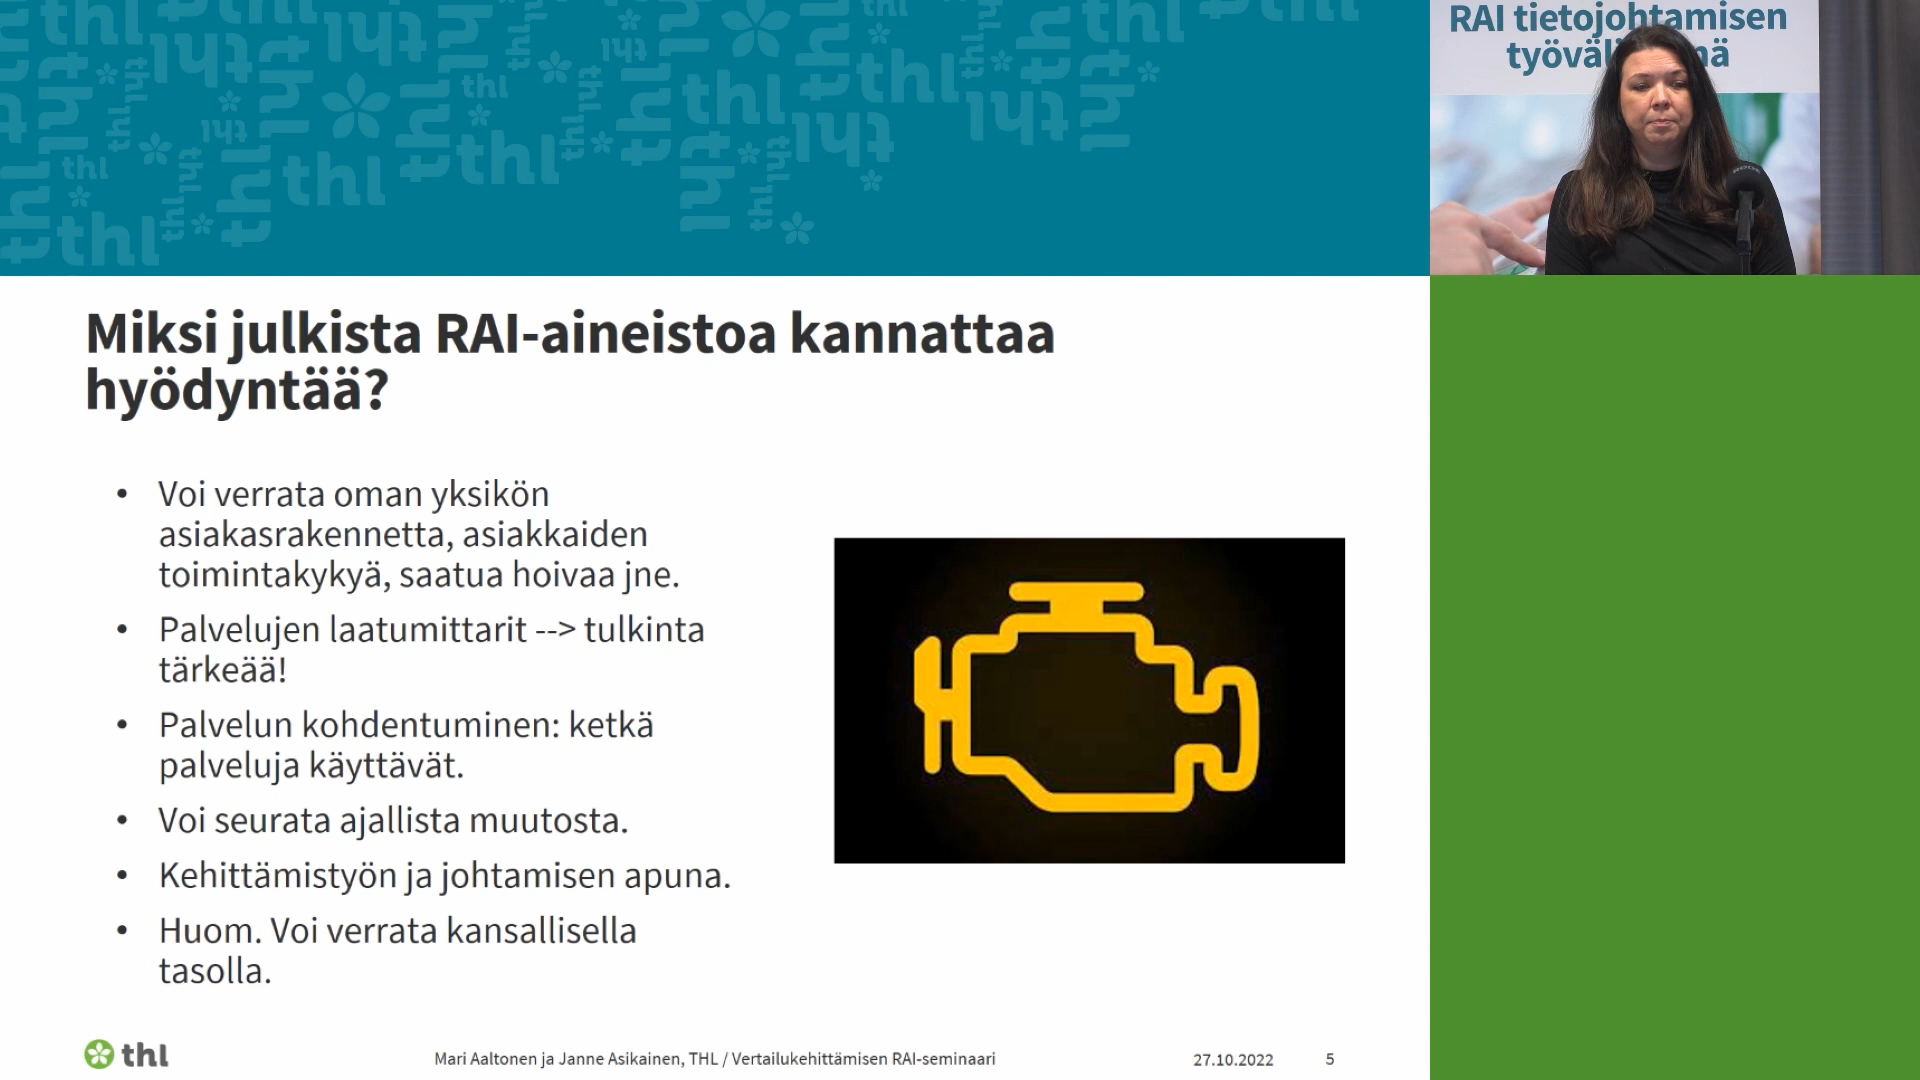 RAI tietojohtamisen
Miksi julkista RAI-aineistoa kannattaa
hyödyntää?
• Voi verrata oman yksikön
asiakasrakennetta, asiakkaiden
toimintakykyä, saatua hoivaa jne.
• Palvelujen laatumittarit --> tulkinta
tärkeää!
• Palvelun kohdentuminen: ketkä
palveluja käyttävät.
• Voi seurata ajallista muutosta.
• Kehittämistyön ja johtamisen apuna.
• Huom. Voi verrata kansallisella
tasolla.
thl
Mari Aaltonen ja Janne Asikainen, THL / Vertailukehittämisen RAI-seminaari
27.10.2022
5